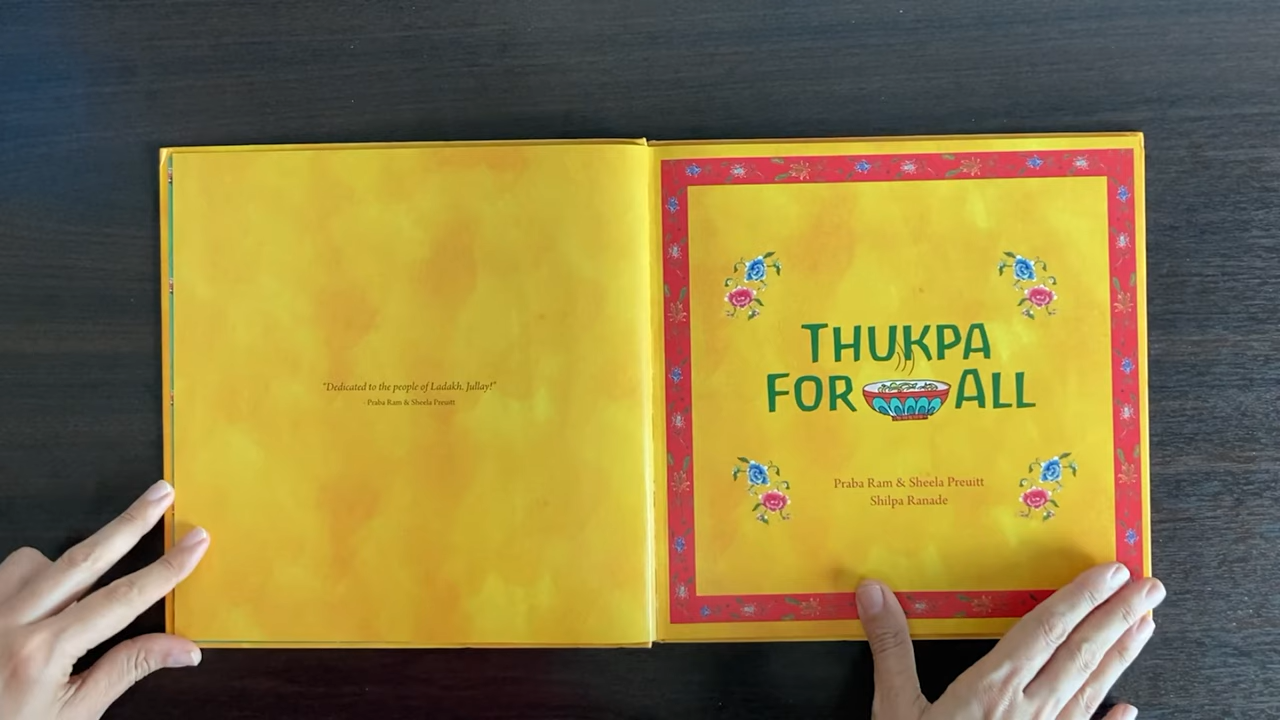 "Dedicated to the people of Ladakh. Jullay!"
- Praba Ram & Sheela Preuitt
THUKPA
FOR ALL
Praba Ram & Sheela Preuitt
Shilpa Ranade